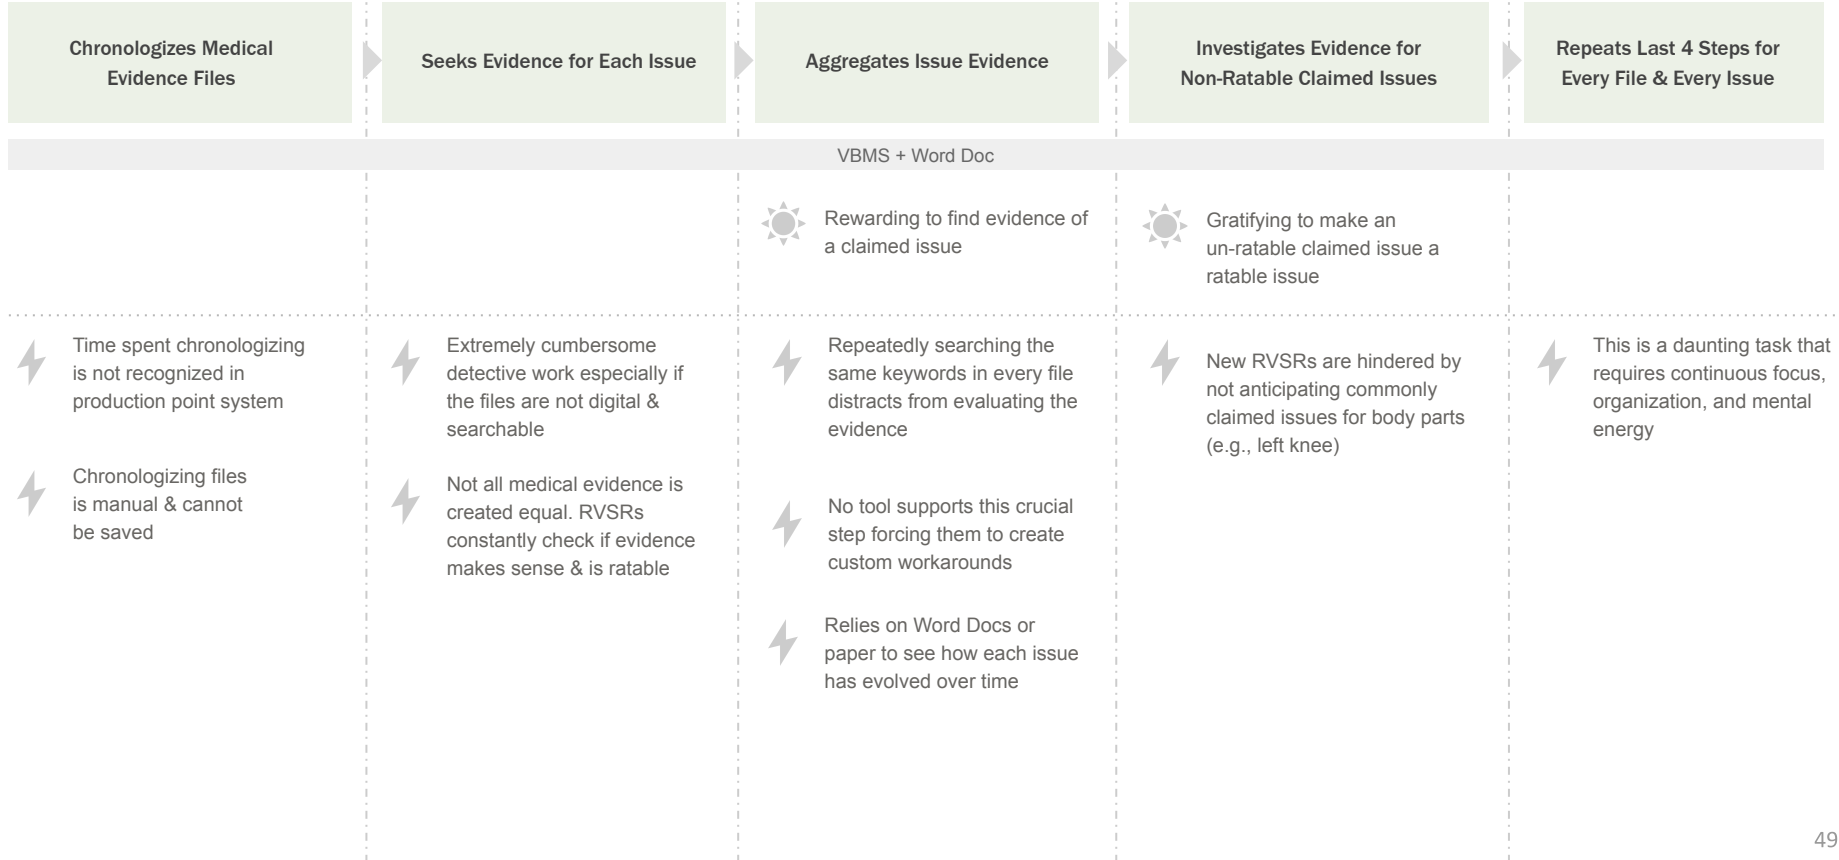 Chronologizes Medical
Evidence Files
Seeks Evidence for Each Issue
Aggregates Issue Evidence
Investigates Evidence for
Non-Ratable Claimed Issues
Repeats Last 4 Steps for
Every File & Every Issue
VBMS + Word Doc
Rewarding to find evidence of
a claimed issue
Gratifying to make an
un-ratable claimed issue a
ratable issue
Time spent chronologizing
is not recognized in
production point system
Chronologizing files
is manual & cannot
be saved
Extremely cumbersome
detective work especially if
the files are not digital &
searchable
Not all medical evidence is
created equal. RVSRs
constantly check if evidence
makes sense & is ratable
Repeatedly searching the
same keywords in every file
distracts from evaluating the
evidence
No tool supports this crucial
step forcing them to create
custom workarounds
Relies on Word Docs or
paper to see how each issue
has evolved over time
New RVSRs are hindered by
not anticipating commonly
claimed issues for body parts
(e.g., left knee)
This is a daunting task that
requires continuous focus,
organization, and mental
energy
49